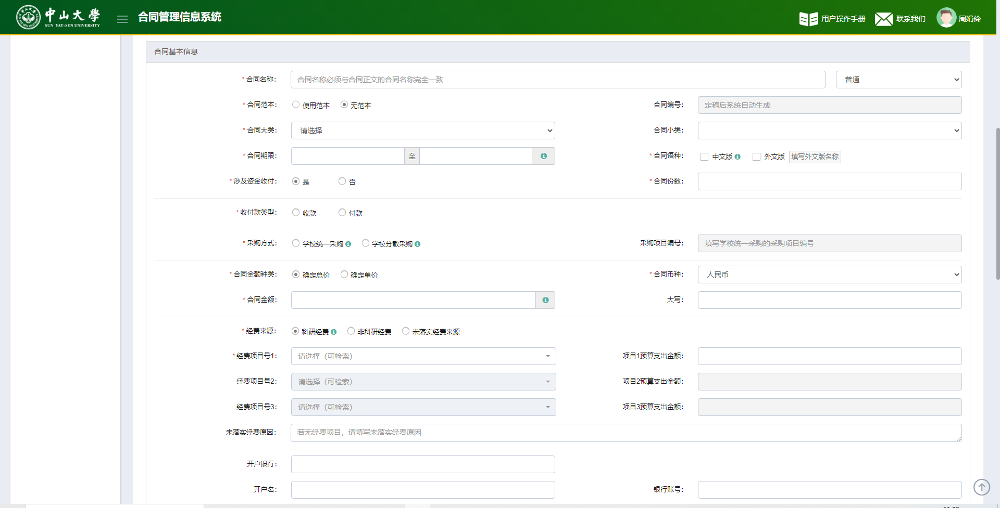 中山大学
SUN YAT-SEN UNIVERSITY
合同管理信息系统
用户操作手册
联系我们
周娟伶
合同基本信息
* 合同名称: 合同名称必须与合同正文的合同名称完全一致 普通
* 合同范本: 使用范本 无范本 合同编号: 定稿后系统自动生成
* 合同大类: 请选择 合同小类:
* 合同期限: 至 * 合同语种: 中文版 外文版 填写外文版名称
* 涉及资金收付: 是 否 * 合同份数:
* 收付款类型: 收款 付款
* 采购方式: 学校统一采购 学校分散采购 采购项目编号: 填写学校统一采购的采购项目编号
* 合同金额种类: 确定总价 确定单价 * 合同币种: 人民币
* 合同金额: 大写:
* 经费来源: 科研经费 非科研经费 未落实经费来源
* 经费项目号1: 请选择（可检索） 项目1预算支出金额:
经费项目号2: 请选择（可检索） 项目2预算支出金额:
经费项目号3: 请选择（可检索） 项目3预算支出金额:
未落实经费原因: 若无经费项目，请填写未落实经费原因
开户银行:
开户名: 银行账号: